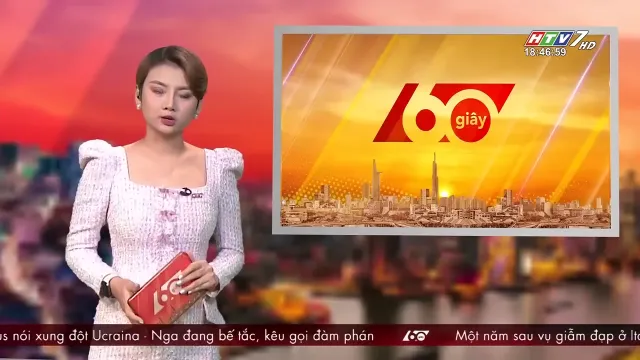 HTV7 HD
18:46:59
60 giây
us nói xung đột Ucraina - Nga đang bế tắc, kêu gọi đàm phán 60 Một năm sau vụ giẫm đạp ở It